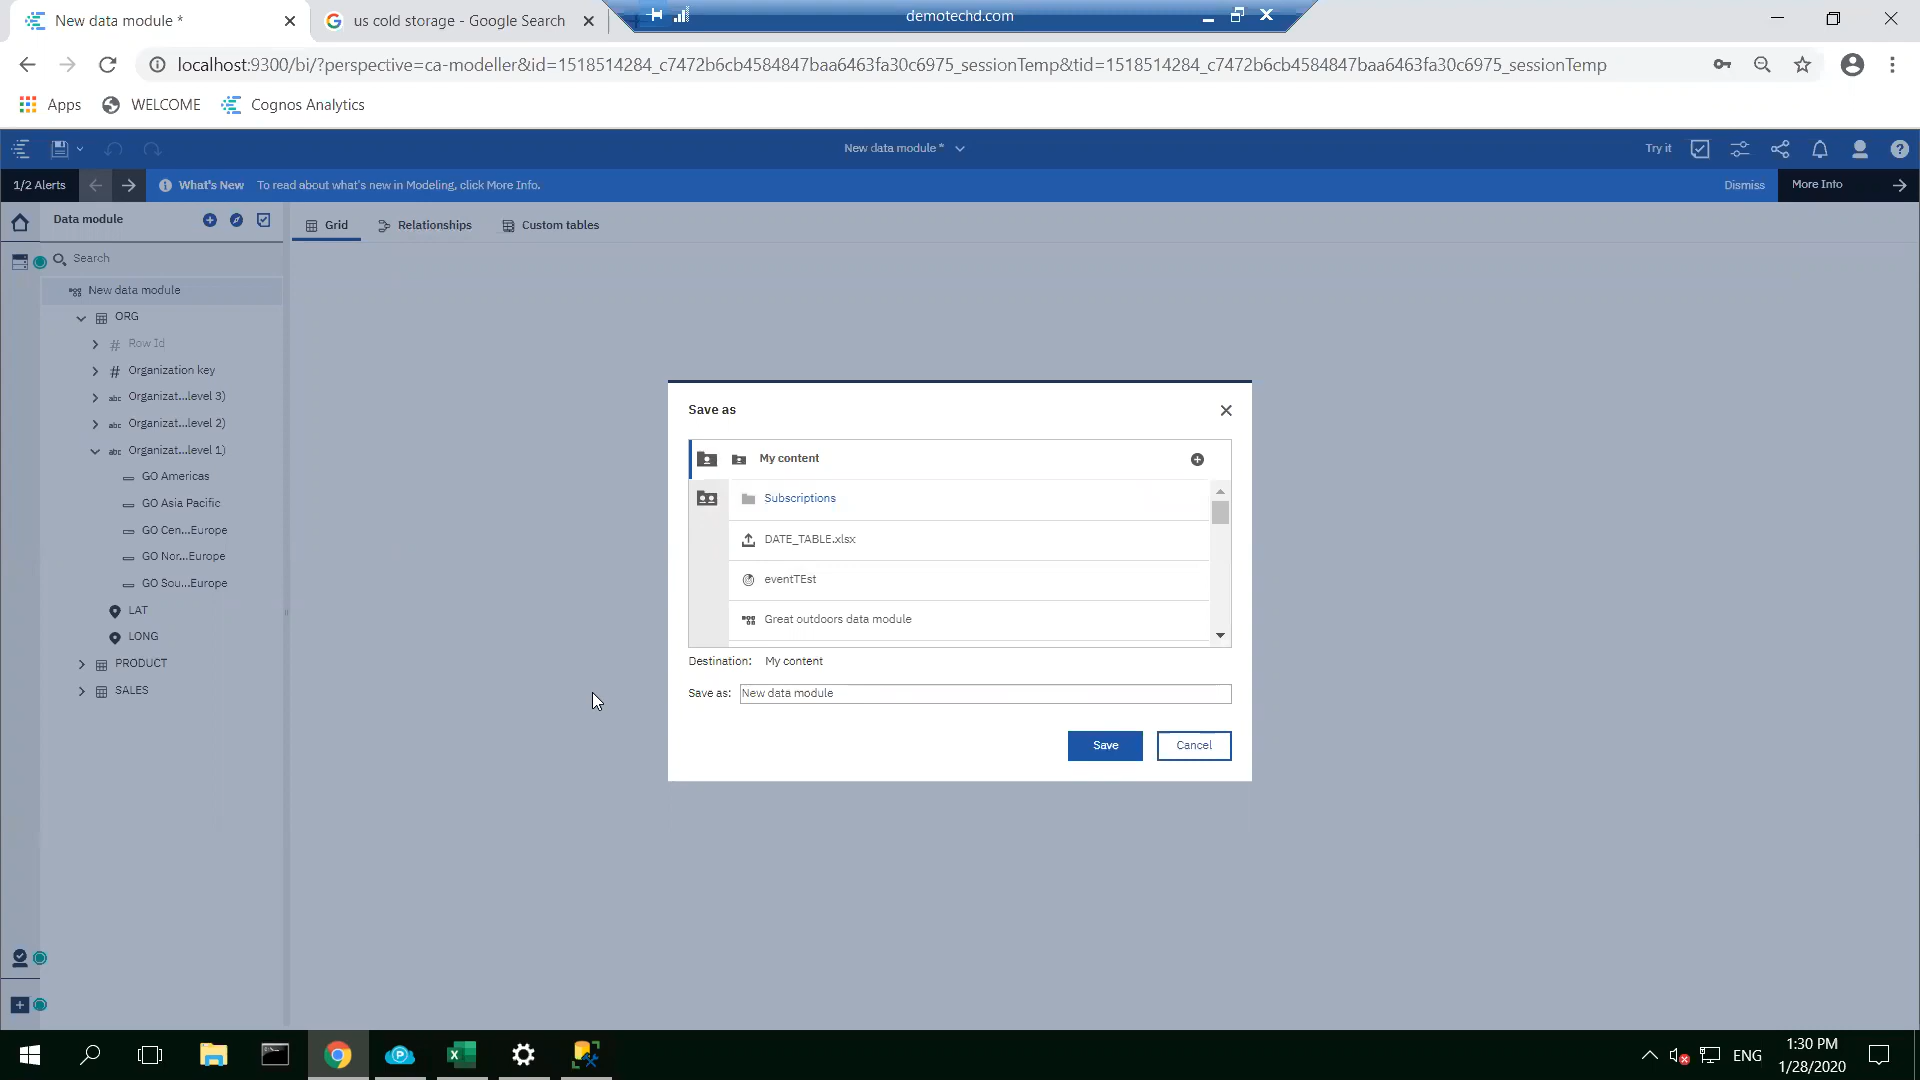 New data module *
us cold storage - Google Search
demotechd.com
localhost:9300/bi/?perspective=ca-modeller&id=1518514284_c7472b6cb4584847baa6463fa30c6975_sessionTemp&tid=1518514284_c7472b6cb4584847baa6463fa30c6975_sessionTemp
Apps
WELCOME
Cognos Analytics
New data module *
Try it
1/2 Alerts
What's New
To read about what's new in Modeling, click More Info.
Dismiss
More Info
Data module
Grid
Relationships
Custom tables
Search
New data module
ORG
# Row Id
# Organization key
abc Organizat...level 3)
abc Organizat...level 2)
abc Organizat...level 1)
GO Americas
GO Asia Pacific
GO Cen...Europe
GO Nor...Europe
GO Sou...Europe
LAT
LONG
PRODUCT
SALES
Save as
My content
Subscriptions
DATE_TABLE.xlsx
eventTEst
Great outdoors data module
Destination: My content
Save as: New data module
Save
Cancel
ENG
1:30 PM
1/28/2020